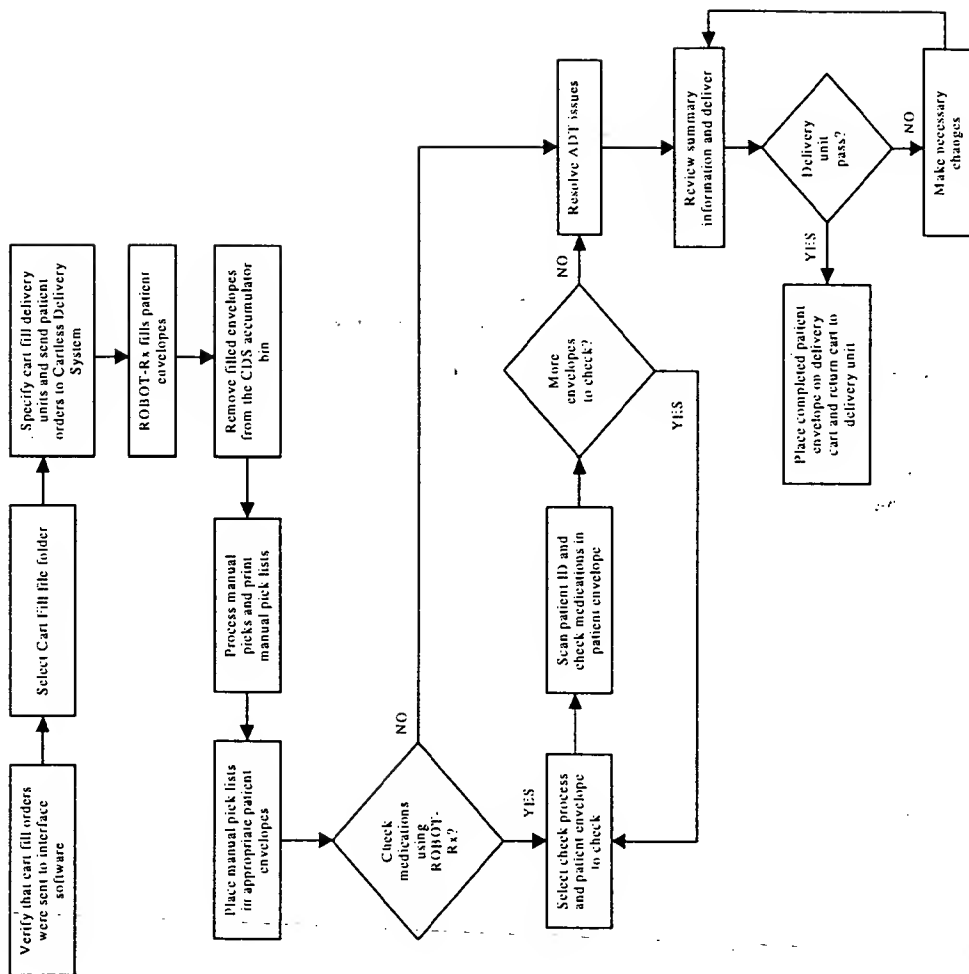 Verify that cart fill orders
were sent to interface
software
Select Cart Fill file folder
Specify cart fill delivery
units and send patient
orders to Cartless Delivery
System
ROBOT-Rx fills patient
envelopes
Remove filled envelopes
from the CDS accumulator
bin
Process manual
picks and print
manual pick lists
Place manual pick lists
in appropriate patient
envelopes
Check
medications
using
ROBOT-
Rx?
NO
YES
Select check process
and patient envelope
to check
Scan patient ID and
check medications in
patient envelope
More
envelopes
to check?
NO
YES
Resolve ADT issues
Review summary
information and deliver
Delivery
unit
pass?
YES
NO
Place completed patient
envelope on delivery
cart and return cart to
delivery unit
Make necessary
changes